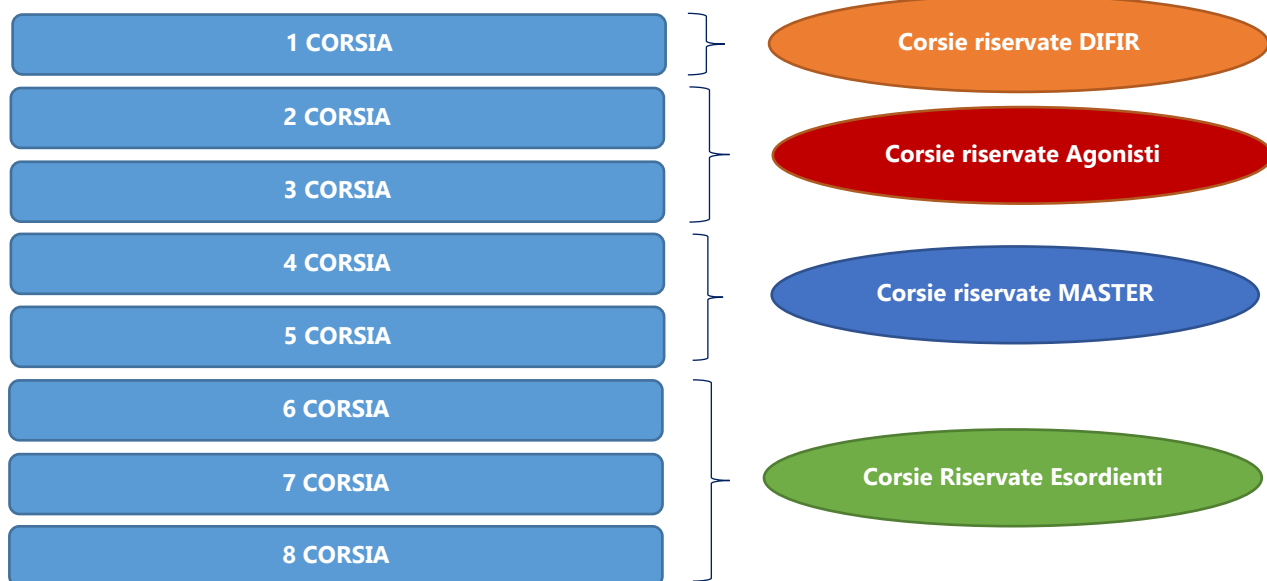 1 CORSIA
Corsie riservate DIFIR
2 CORSIA
Corsie riservate Agonisti
3 CORSIA
4 CORSIA
Corsie riservate MASTER
5 CORSIA
6 CORSIA
7 CORSIA
Corsie Riservate Esordienti
8 CORSIA